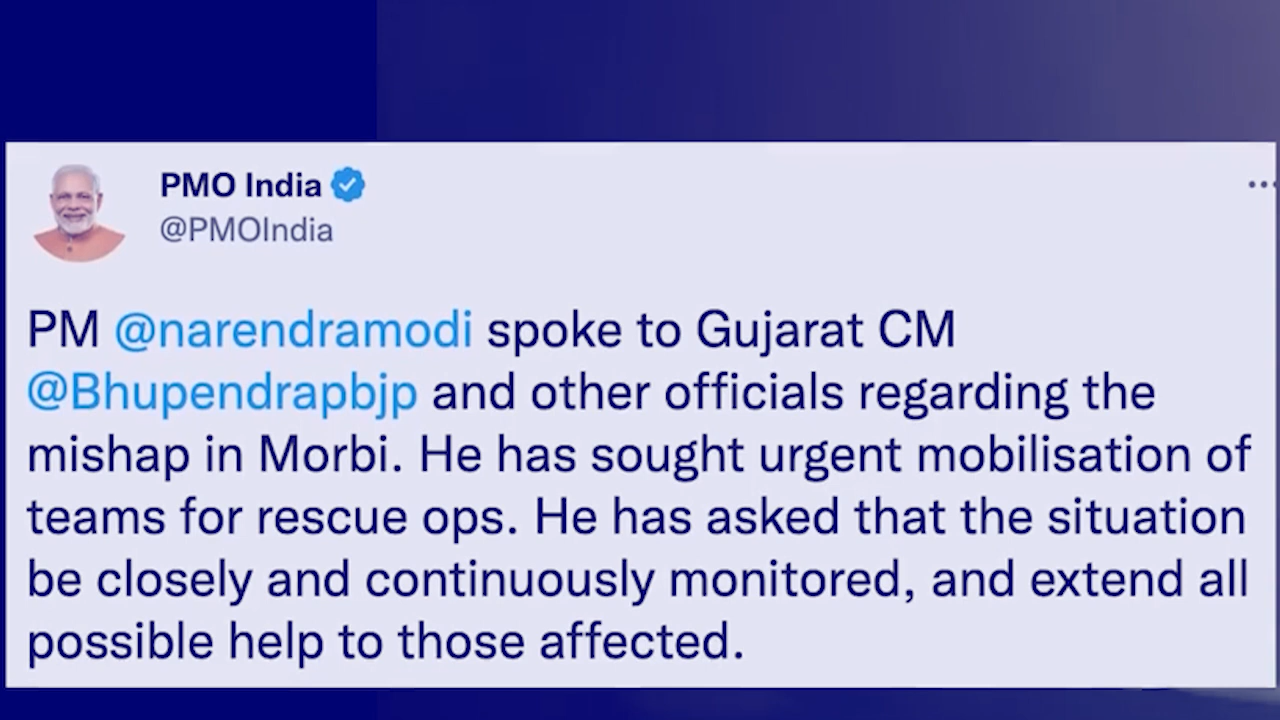 PMO India
@PMOIndia
PM @narendramodi spoke to Gujarat CM
@Bhupendrapbjp and other officials regarding the
mishap in Morbi. He has sought urgent mobilisation of
teams for rescue ops. He has asked that the situation
be closely and continuously monitored, and extend all
possible help to those affected.